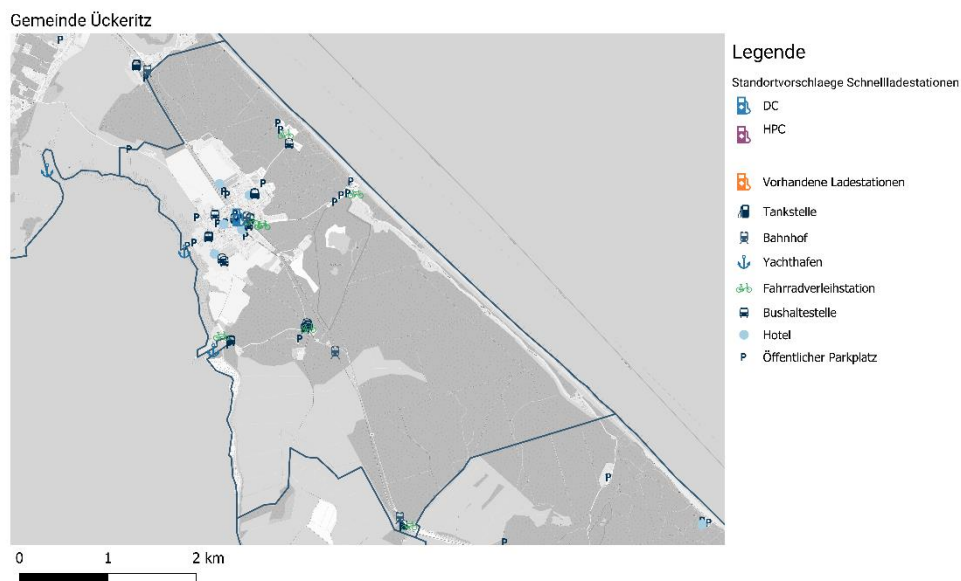 Gemeinde Ückeritz
Legende
Standortvorschlaege Schnellladestationen
DC
HPC
Vorhandene Ladestationen
Tankstelle
Bahnhof
Yachthafen
Fahrradverleihstation
Bushaltestelle
Hotel
P Öffentlicher Parkplatz
0 1 2 km